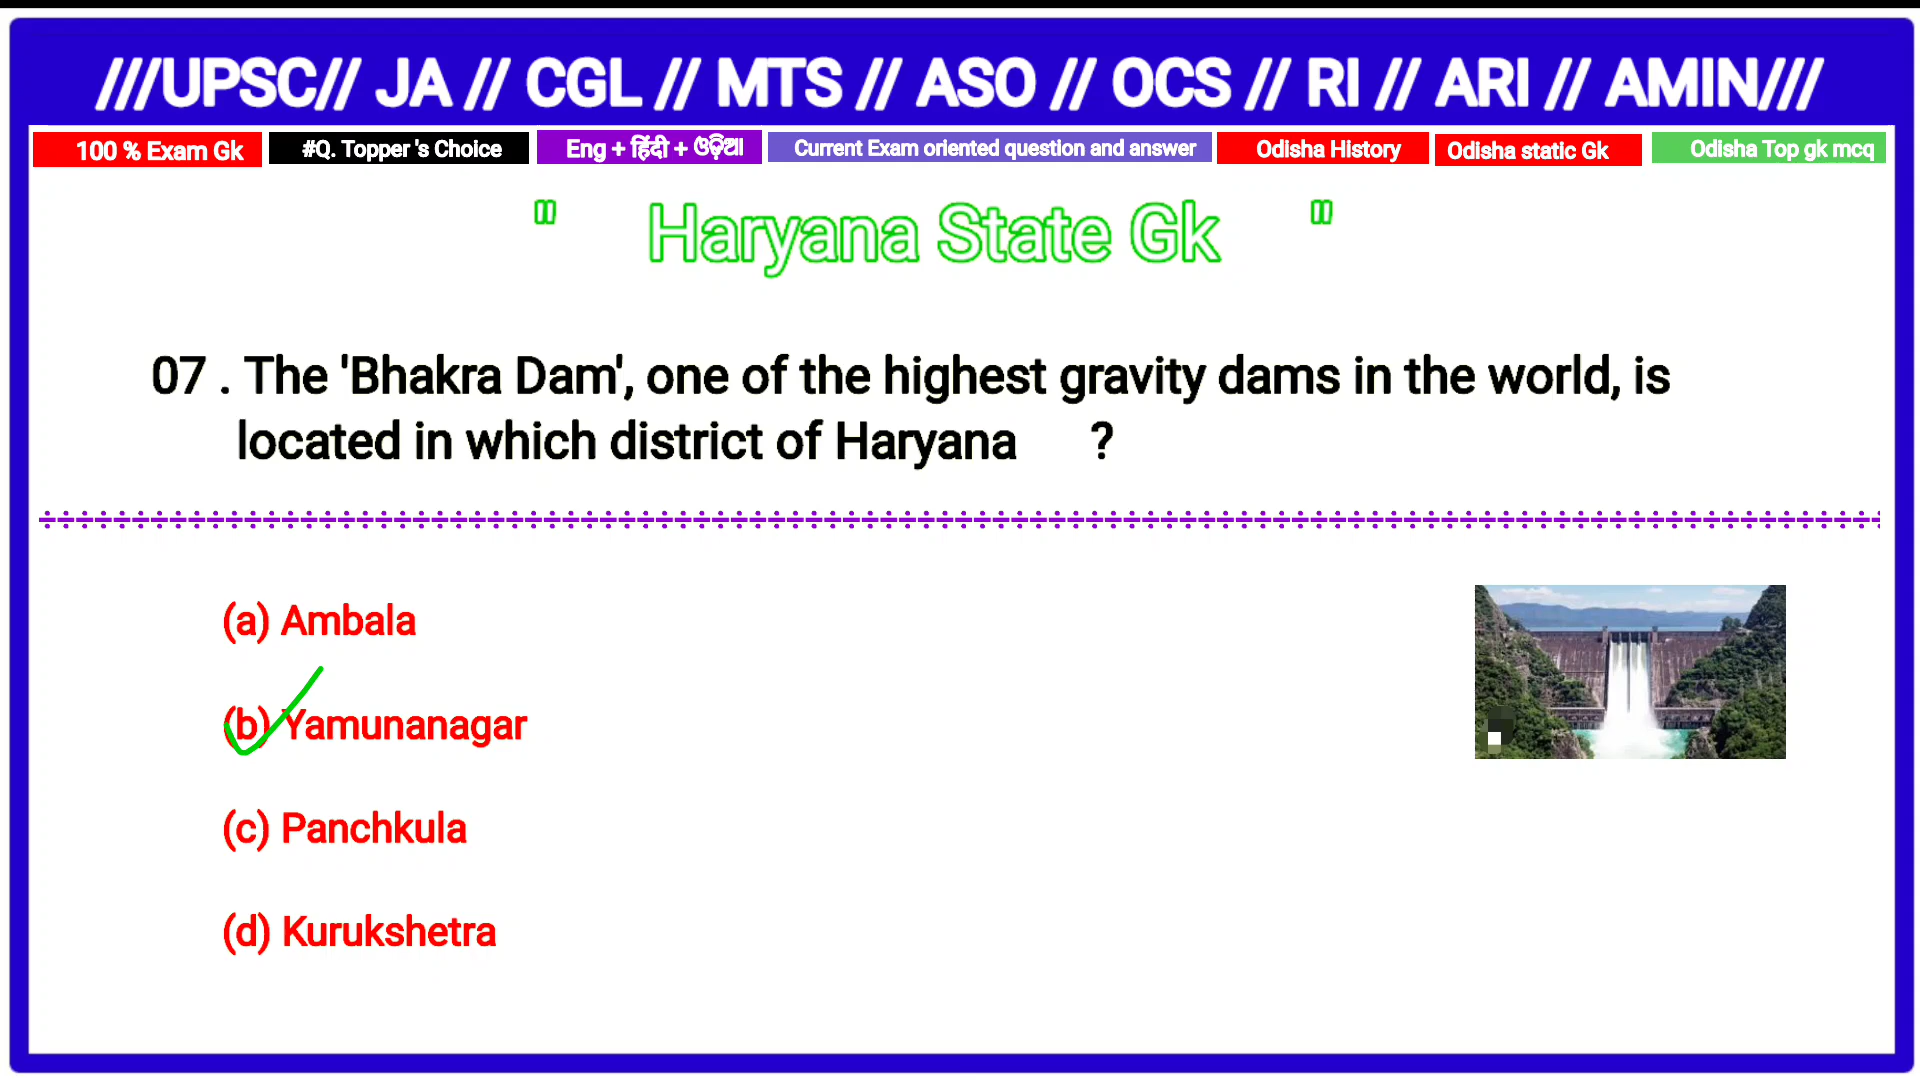 ///UPSC// JA // CGL // MTS // ASO // OCS // RI // ARI // AMIN///
100 % Exam Gk #Q. Topper 's Choice Eng + हिंदी + ଓଡ଼ିଆ Current Exam oriented question and answer Odisha History Odisha static Gk Odisha Top gk mcq
" Haryana State Gk "
07 . The 'Bhakra Dam', one of the highest gravity dams in the world, is
located in which district of Haryana ?
(a) Ambala
(b) Yamunanagar
(c) Panchkula
(d) Kurukshetra